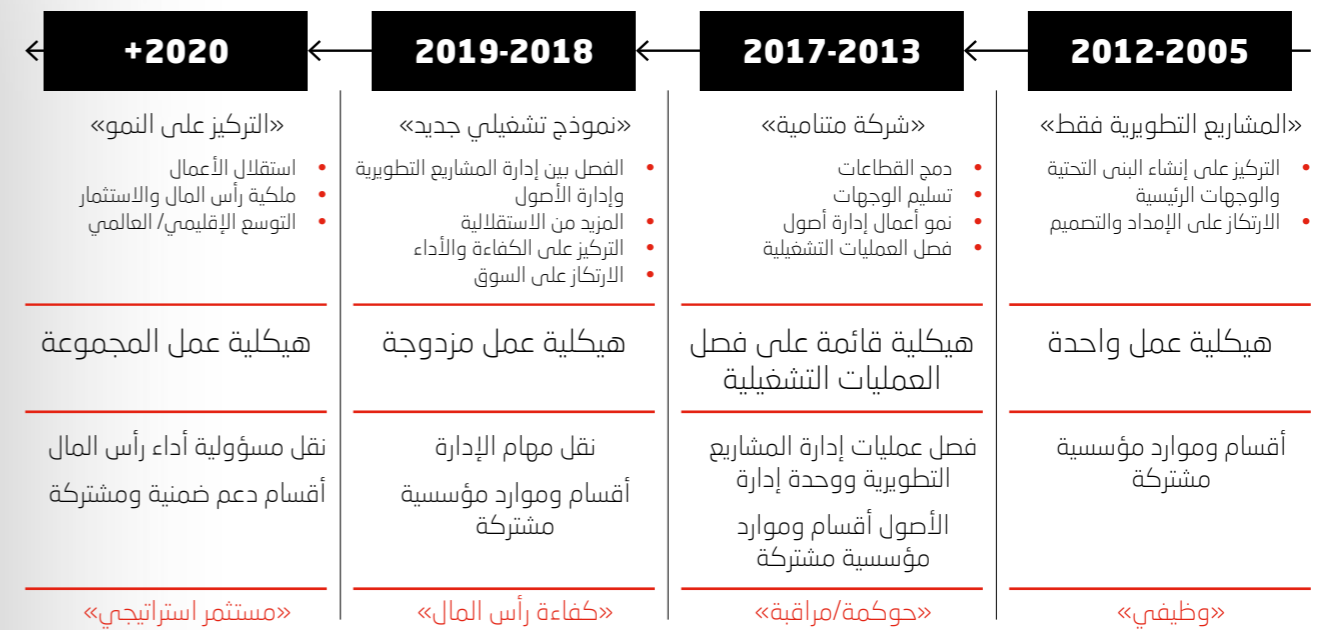 2012-2005
«المشاريع التطويرية فقط»
• التركيز على إنشاء البنى التحتية
والوجهات الرئيسية
• الارتكاز على الإمداد والتصميم
هيكلية عمل واحدة
أقسام وموارد مؤسسية
مشتركة
«وظيفي»
2017-2013
«شركة متنامية»
• دمج القطاعات
• تسليم الوجهات
• نمو أعمال إدارة أصول
• فصل العمليات التشغيلية
هيكلية قائمة على فصل
العمليات التشغيلية
فصل عمليات إدارة المشاريع
التطويرية ووحدة إدارة
الأصول أقسام وموارد
مؤسسية مشتركة
«حوكمة/مراقبة»
2019-2018
«نموذج تشغيلي جديد»
• الفصل بين إدارة المشاريع التطويرية
وإدارة الأصول
• المزيد من الاستقلالية
• التركيز على الكفاءة والأداء
• الارتكاز على السوق
هيكلية عمل مزدوجة
نقل مهام الإدارة
أقسام وموارد مؤسسية
مشتركة
«كفاءة رأس المال»
+2020
«التركيز على النمو»
• استقلال الأعمال
• ملكية رأس المال والاستثمار
• التوسع الإقليمي/ العالمي
هيكلية عمل المجموعة
نقل مسؤولية أداء رأس المال
أقسام دعم ضمنية ومشتركة
«مستثمر استراتيجي»